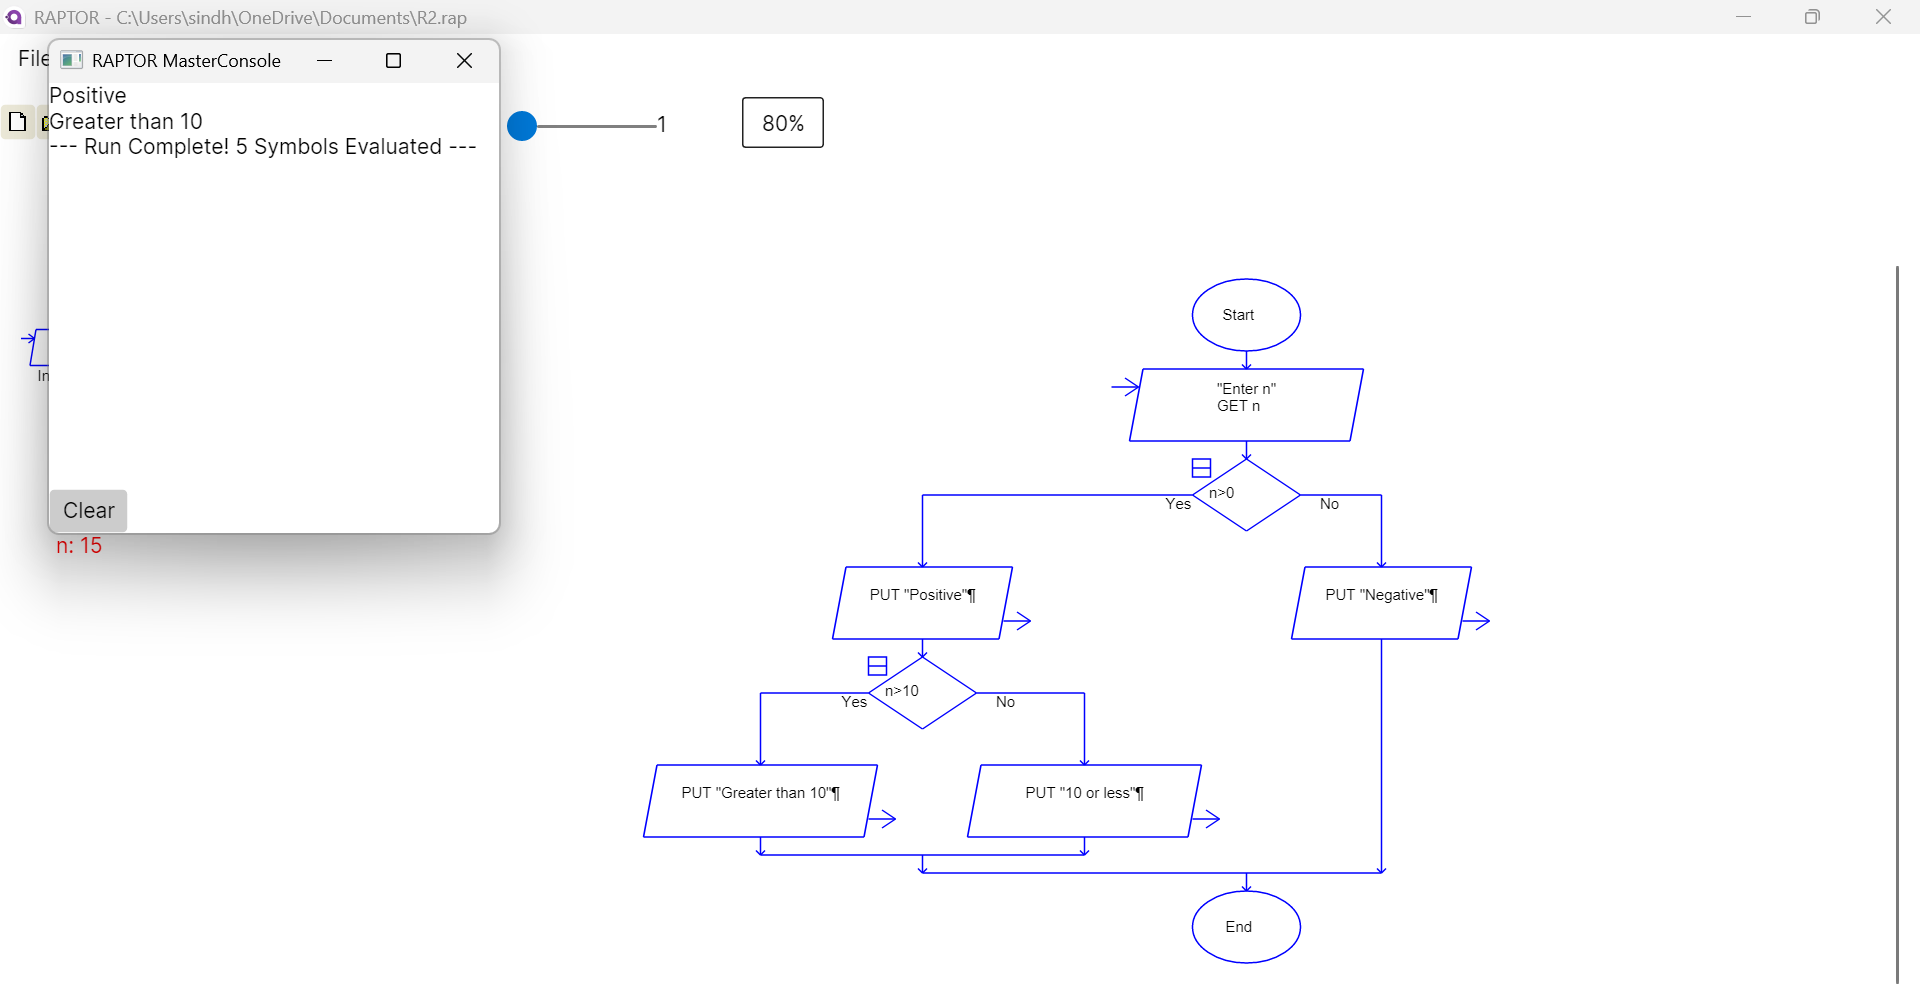 RAPTOR - C:\Users\sindh\OneDrive\Documents\R2.rap
File
RAPTOR MasterConsole
Positive
Greater than 10
--- Run Complete! 5 Symbols Evaluated ---
Clear
n: 15
1
80%
Start
"Enter n"
GET n
n>0
Yes
No
PUT "Positive"¶
PUT "Negative"¶
n>10
Yes
No
PUT "Greater than 10"¶
PUT "10 or less"¶
End